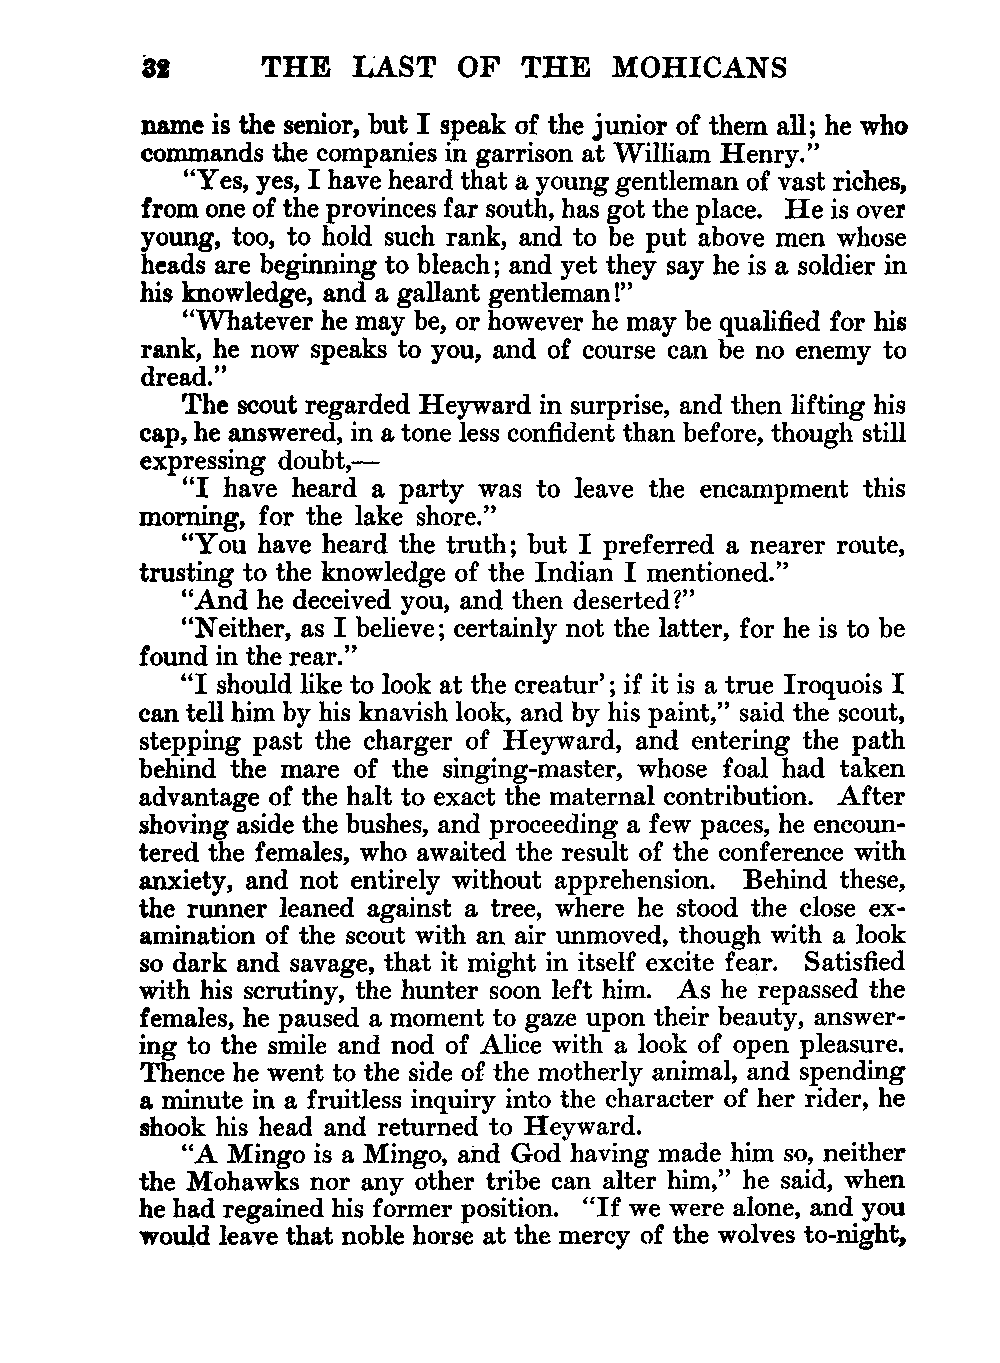 32 THE LAST OF THE MOHICANS
name is the senior, but I speak of the junior of them all; he who
commands the companies in garrison at William Henry.”
“Yes, yes, I have heard that a young gentleman of vast riches,
from one of the provinces far south, has got the place. He is over
young, too, to hold such rank, and to be put above men whose
heads are beginning to bleach; and yet they say he is a soldier in
his knowledge, and a gallant gentleman!”
“Whatever he may be, or however he may be qualified for his
rank, he now speaks to you, and of course can be no enemy to
dread.”
The scout regarded Heyward in surprise, and then lifting his
cap, he answered, in a tone less confident than before, though still
expressing doubt,—
“I have heard a party was to leave the encampment this
morning, for the lake shore.”
“You have heard the truth; but I preferred a nearer route,
trusting to the knowledge of the Indian I mentioned.”
“And he deceived you, and then deserted?”
“Neither, as I believe; certainly not the latter, for he is to be
found in the rear.”
“I should like to look at the creatur’; if it is a true Iroquois I
can tell him by his knavish look, and by his paint,” said the scout,
stepping past the charger of Heyward, and entering the path
behind the mare of the singing-master, whose foal had taken
advantage of the halt to exact the maternal contribution. After
shoving aside the bushes, and proceeding a few paces, he encoun-
tered the females, who awaited the result of the conference with
anxiety, and not entirely without apprehension. Behind these,
the runner leaned against a tree, where he stood the close ex-
amination of the scout with an air unmoved, though with a look
so dark and savage, that it might in itself excite fear. Satisfied
with his scrutiny, the hunter soon left him. As he repassed the
females, he paused a moment to gaze upon their beauty, answer-
ing to the smile and nod of Alice with a look of open pleasure.
Thence he went to the side of the motherly animal, and spending
a minute in a fruitless inquiry into the character of her rider, he
shook his head and returned to Heyward.
“A Mingo is a Mingo, and God having made him so, neither
the Mohawks nor any other tribe can alter him,” he said, when
he had regained his former position. “If we were alone, and you
would leave that noble horse at the mercy of the wolves to-night,